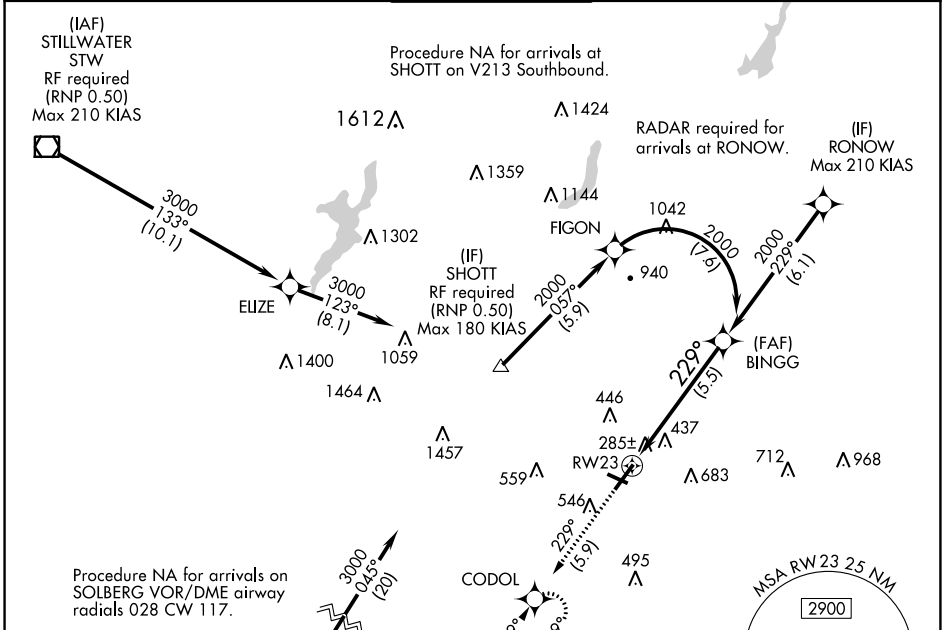 (IAF)
STILLWATER
STW
RF required
(RNP 0.50)
Max 210 KIAS
Procedure NA for arrivals at
SHOTT on V213 Southbound.
1612
1424
RADAR required for
arrivals at RONOW.
(IF)
RONOW
Max 210 KIAS
1359
1144
3000
133°
(10.1)
1302
FIGON
1042
2000
(7.6)
2000
229°
(6.1)
940
(IF)
SHOTT
RF required
(RNP 0.50)
Max 180 KIAS
2000
057°
(5.9)
ELIZE
3000
123°
(8.1)
1059
1400
1464
(FAF)
BINGG
229°
(5.5)
446
437
285±
1457
RW23
559
683
712
968
546
229°
(5.9)
495
Procedure NA for arrivals on
SOLBERG VOR/DME airway
radials 028 CW 117.
3000
045°
(20)
CODOL
MSA RW 23 25 NM
2900